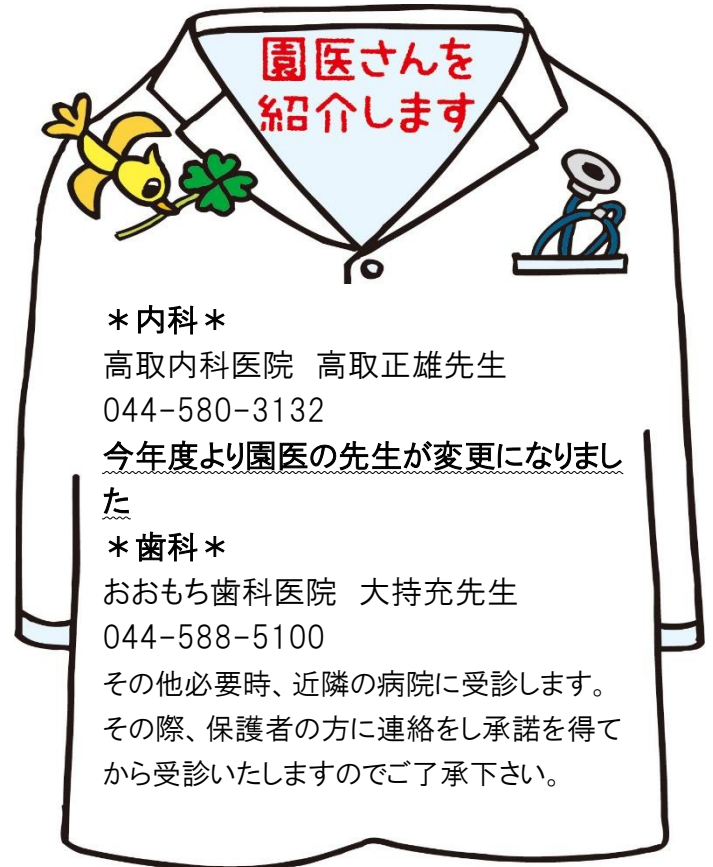 園医さんを
紹介します
＊内科＊
高取内科医院　高取正雄先生
044-580-3132
今年度より園医の先生が変更になりまし
た
＊歯科＊
おおもち歯科医院　大持充先生
044-588-5100
その他必要時、近隣の病院に受診します。
その際、保護者の方に連絡をし承諾を得て
から受診いたしますのでご了承下さい。